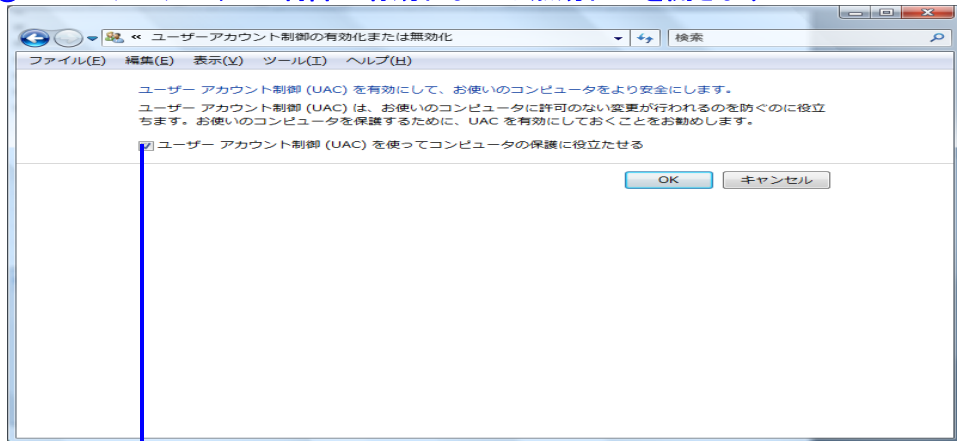 « ユーザーアカウント制御の有効化または無効化
検索
ファイル(F) 編集(E) 表示(V) ツール(T) ヘルプ(H)
ユーザー アカウント制御 (UAC) を有効にして、お使いのコンピュータをより安全にします。
ユーザー アカウント制御 (UAC) は、お使いのコンピュータに許可のない変更が行われるのを防ぐのに役立
ちます。お使いのコンピュータを保護するために、UAC を有効にしておくことをお勧めします。
ユーザー アカウント制御 (UAC) を使ってコンピュータの保護に役立たせる
OK キャンセル